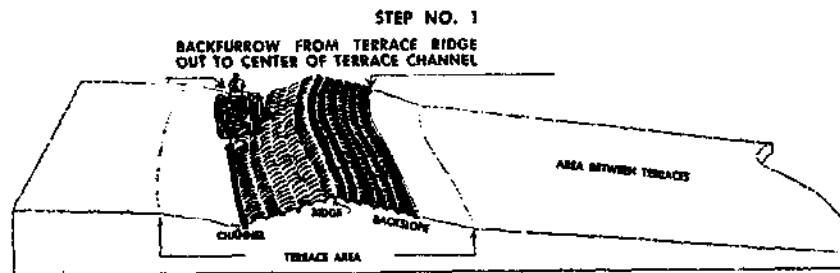 STEP NO. 1
BACKFURROW FROM TERRACE RIDGE
OUT TO CENTER OF TERRACE CHANNEL
AREA BETWEEN TERRACES
RIDGE
BACKSLOPE
CHANNEL
TERRACE AREA